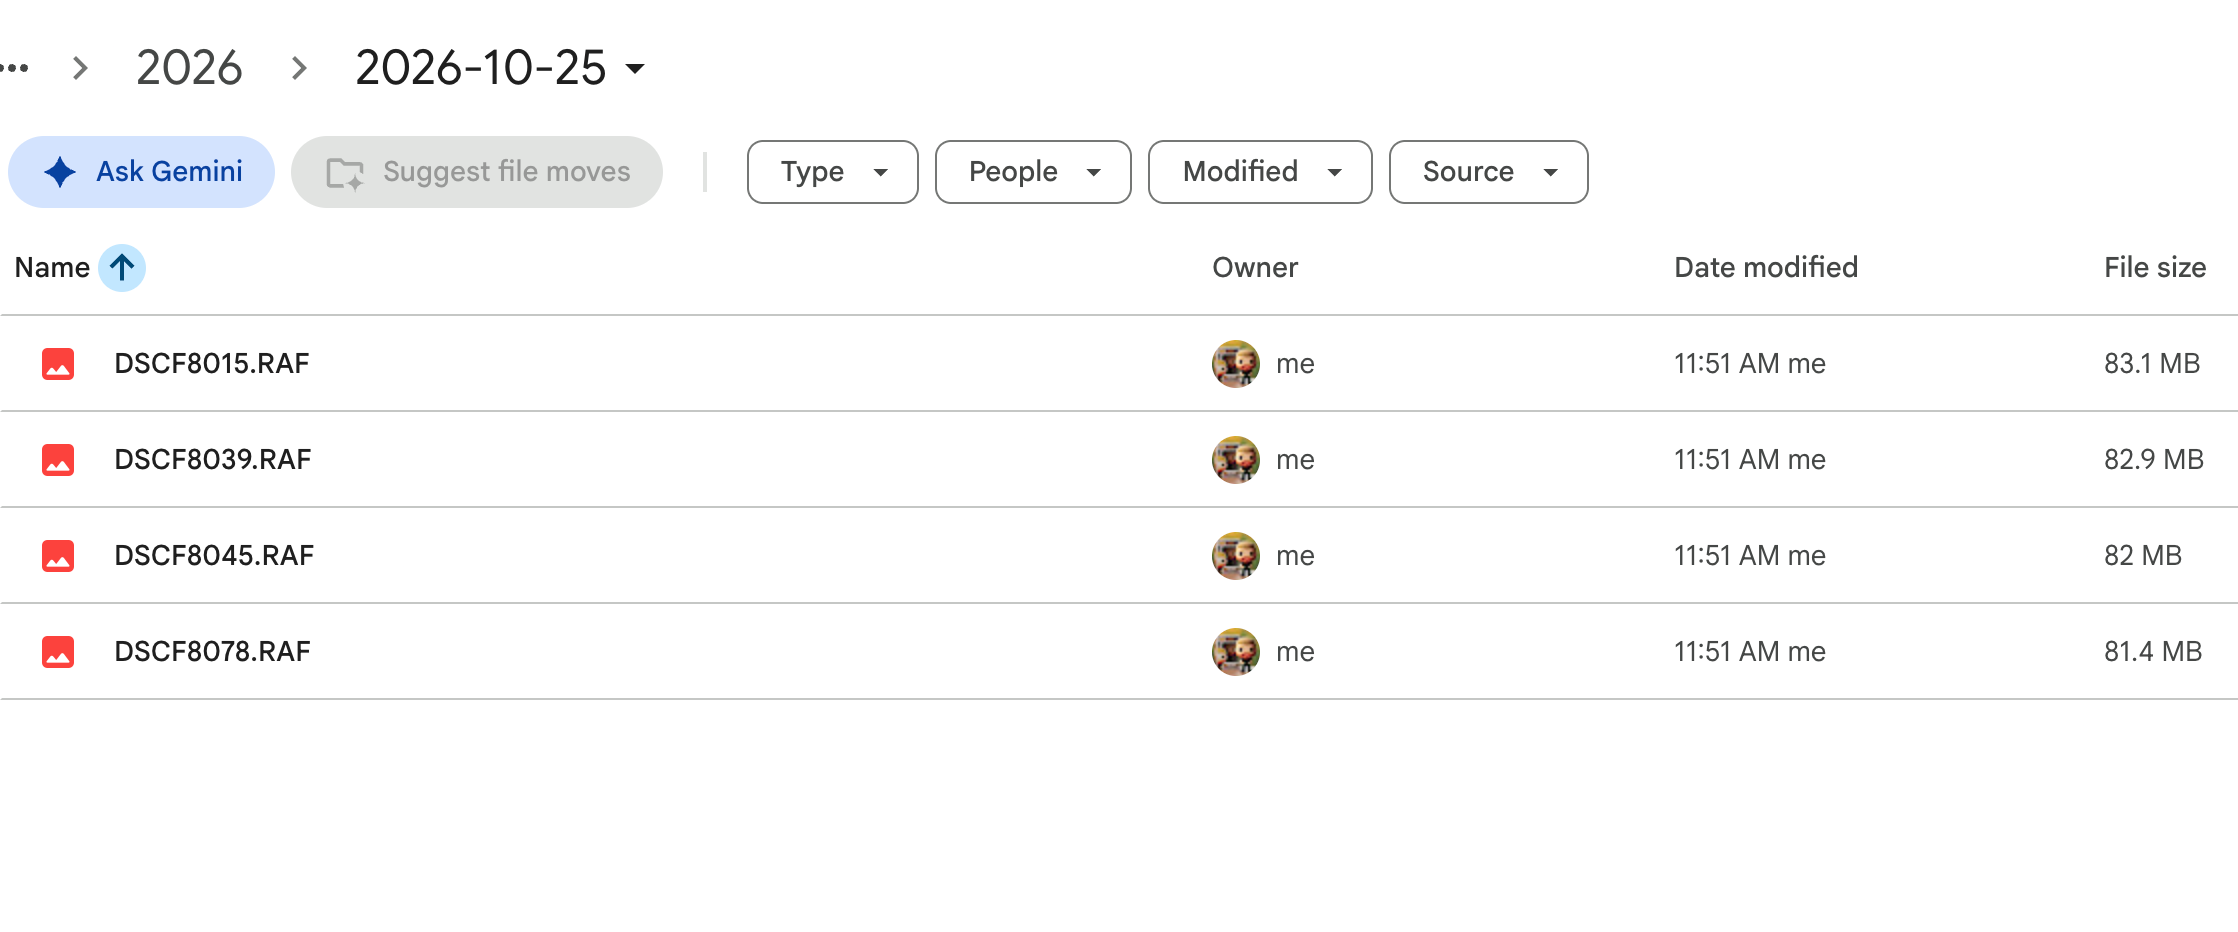 2026 2026-10-25
Ask Gemini Suggest file moves Type People Modified Source
Name Owner Date modified File size
DSCF8015.RAF me 11:51 AM me 83.1 MB
DSCF8039.RAF me 11:51 AM me 82.9 MB
DSCF8045.RAF me 11:51 AM me 82 MB
DSCF8078.RAF me 11:51 AM me 81.4 MB